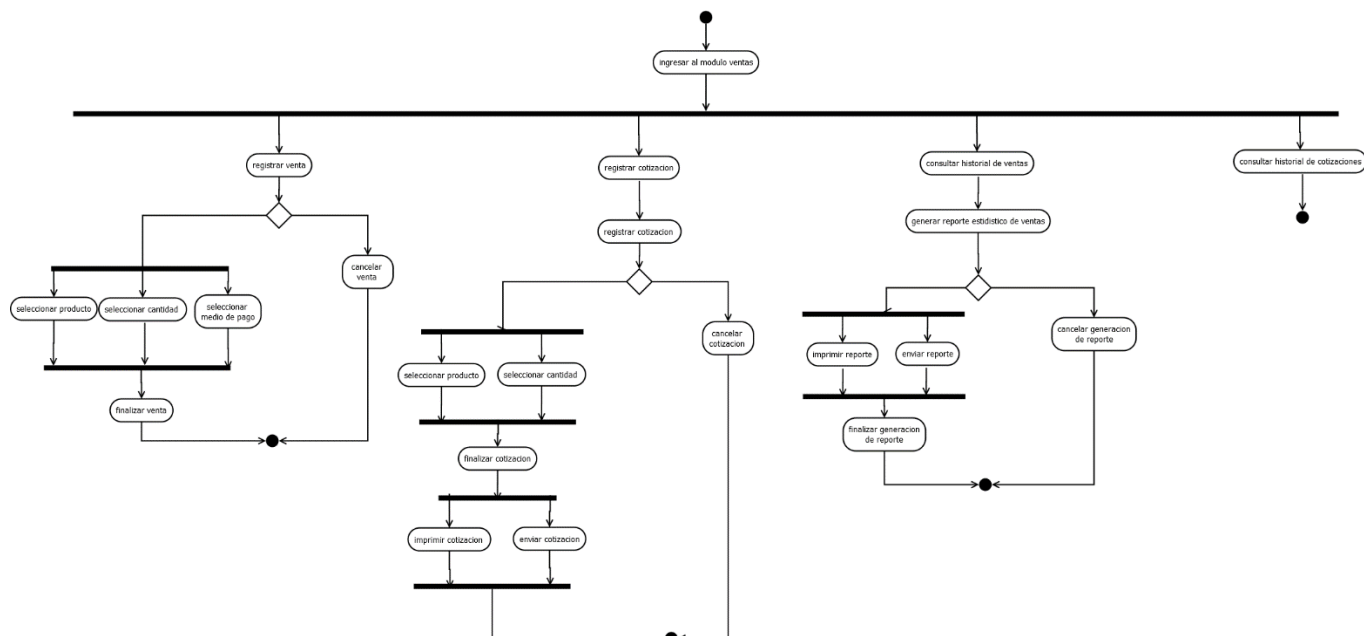 ingresar al modulo ventas
registrar venta
cancelar
venta
seleccionar producto
seleccionar cantidad
seleccionar
medio de pago
finalizar venta
registrar cotizacion
registrar cotizacion
cancelar
cotizacion
seleccionar producto
seleccionar cantidad
finalizar cotizacion
imprimir cotizacion
enviar cotizacion
consultar historial de ventas
generar reporte estidistico de ventas
cancelar generacion
de reporte
imprimir reporte
enviar reporte
finalizar generacion
de reporte
consultar historial de cotizaciones